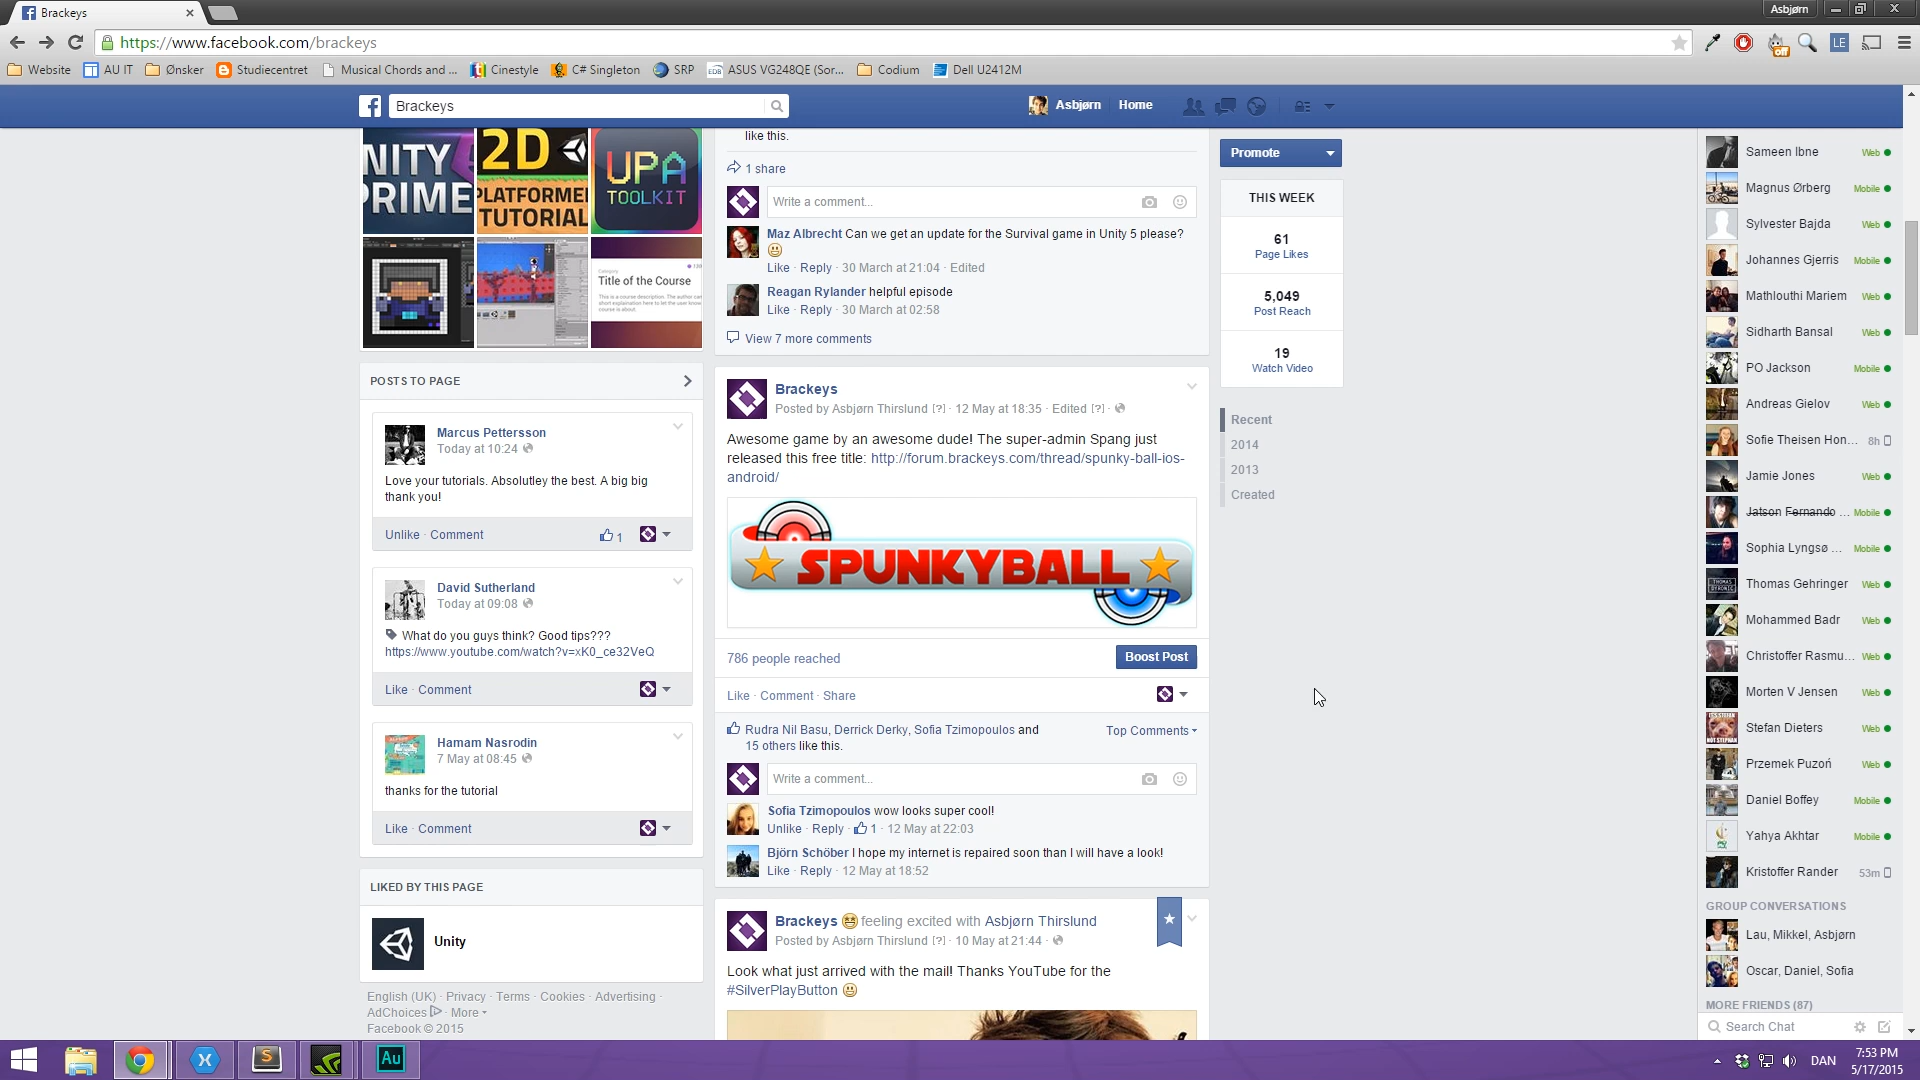 Brackeys
Asbjørn
https://www.facebook.com/brackeys
Website
AU IT
Ønsker
Studiecentret
Musical Chords and ...
Cinestyle
C# Singleton
SRP
ASUS VG248QE (Sor...
Codium
Dell U2412M
Brackeys
Asbjørn
Home
NITY
PRIME
2D
PLATFORME
TUTORIAL
UPA
TOOLKIT
Title of the Course
POSTS TO PAGE
Marcus Pettersson
Today at 10:24
Love your tutorials. Absolutley the best. A big big
thank you!
Unlike · Comment
1
David Sutherland
Today at 09:08
What do you guys think? Good tips???
https://www.youtube.com/watch?v=xK0_ce32VeQ
Like · Comment
Hamam Nasrodin
7 May at 08:45
thanks for the tutorial
Like · Comment
LIKED BY THIS PAGE
Unity
English (UK) · Privacy · Terms · Cookies · Advertising ·
AdChoices · More
Facebook © 2015
like this.
1 share
Write a comment...
Maz Albrecht Can we get an update for the Survival game in Unity 5 please?
Like · Reply · 30 March at 21:04 · Edited
Reagan Rylander helpful episode
Like · Reply · 30 March at 02:58
View 7 more comments
Brackeys
Posted by Asbjørn Thirslund [?] · 12 May at 18:35 · Edited [?] ·
Awesome game by an awesome dude! The super-admin Spang just
released this free title: http://forum.brackeys.com/thread/spunky-ball-ios-
android/
SPUNKYBALL
786 people reached
Boost Post
Like · Comment · Share
Rudra Nil Basu, Derrick Derky, Sofia Tzimopoulos and
15 others like this.
Top Comments
Write a comment...
Sofia Tzimopoulos wow looks super cool!
Unlike · Reply · 1 · 12 May at 22:03
Björn Schöber I hope my internet is repaired soon than I will have a look!
Like · Reply · 12 May at 18:52
Brackeys feeling excited with Asbjørn Thirslund
Posted by Asbjørn Thirslund [?] · 10 May at 21:44 ·
Look what just arrived with the mail! Thanks YouTube for the
#SilverPlayButton
Promote
THIS WEEK
61
Page Likes
5,049
Post Reach
19
Watch Video
Recent
2014
2013
Created
Sameen Ibne Web
Magnus Ørberg Mobile
Sylvester Bajda Web
Johannes Gjerris Mobile
Mathlouthi Mariem Web
Sidharth Bansal Web
PO Jackson Mobile
Andreas Gielov Web
Sofie Theisen Hon... 8h
Jamie Jones Web
Jatson Fernando ... Mobile
Sophia Lyngsø ... Mobile
Thomas Gehringer Web
Mohammed Badr Web
Christoffer Rasmu... Web
Morten V Jensen Web
Stefan Dieters Web
Przemek Puzoń Web
Daniel Boffey Mobile
Yahya Akhtar Mobile
Kristoffer Rander 53m
GROUP CONVERSATIONS
Lau, Mikkel, Asbjørn
Oscar, Daniel, Sofia
MORE FRIENDS (87)
Search Chat
Au
DAN
7:53 PM
5/17/2015